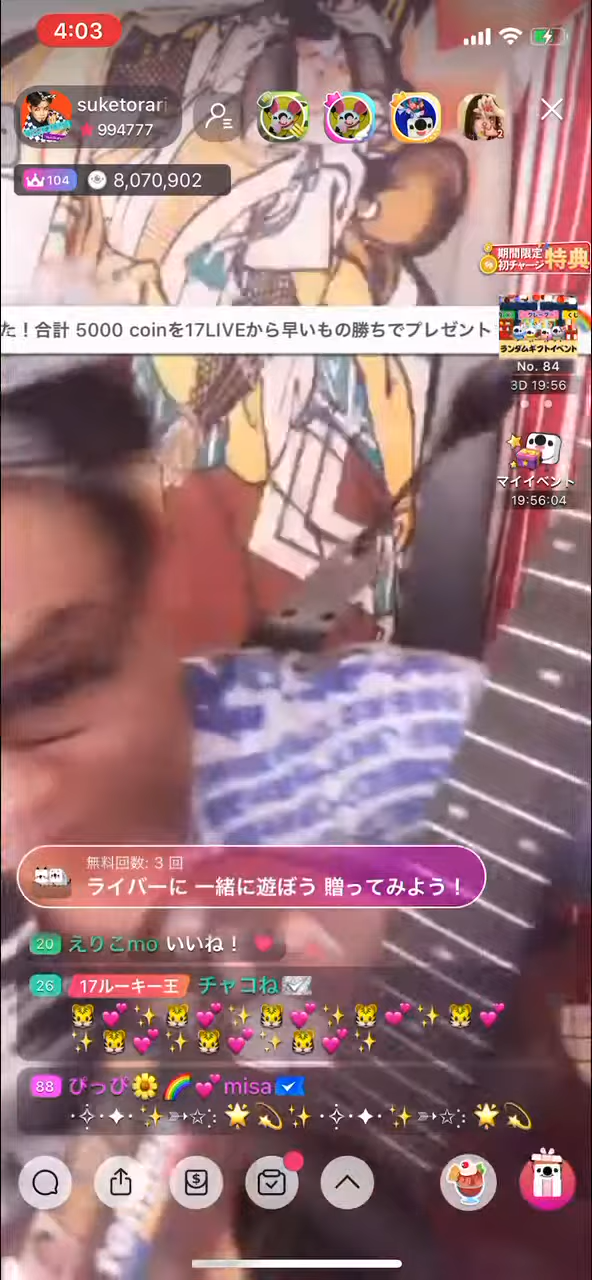 4:03
suketorari
994777
2
104 8,070,902
期間限定
初チャージ 特典
た！合計 5000 coinを17LIVEから早いもの勝ちでプレゼント
ランダムギフトイベント
No. 84
3D 19:56
マイイベント
19:56:04
無料回数: 3 回
ライバーに 一緒に遊ぼう 贈ってみよう！
20 えりこmo いいね！
26 17ルーキー王 チャコね
🐯💕✨🐯💕✨🐯💕✨🐯💕✨🐯💕
✨🐯💕✨🐯💕✨🐯💕✨
88 ぴっぴ🌻🌈💕misa